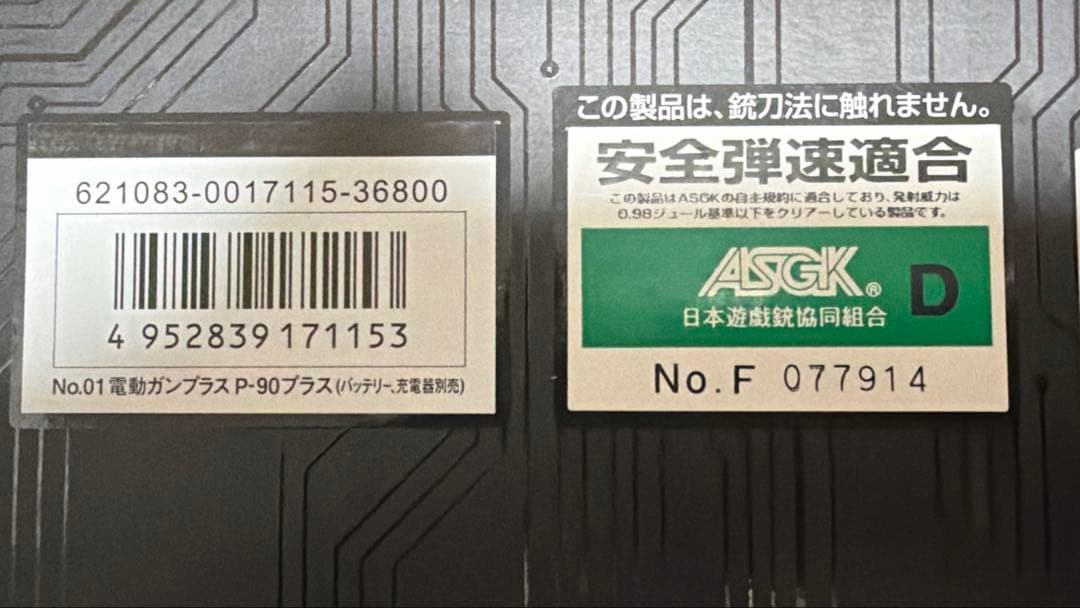 621083-0017115-36800
4 952839 171153
No.01電動ガンプラス P-90プラス(バッテリー、充電器別売)
この製品は、銃刀法に触れません。
安全弾速適合
この製品はASGKの自主規約に適合しており、発射威力は
0.98ジュール基準以下をクリアーしている製品です。
ASGK® D
日本遊戯銃協同組合
No.F 077914